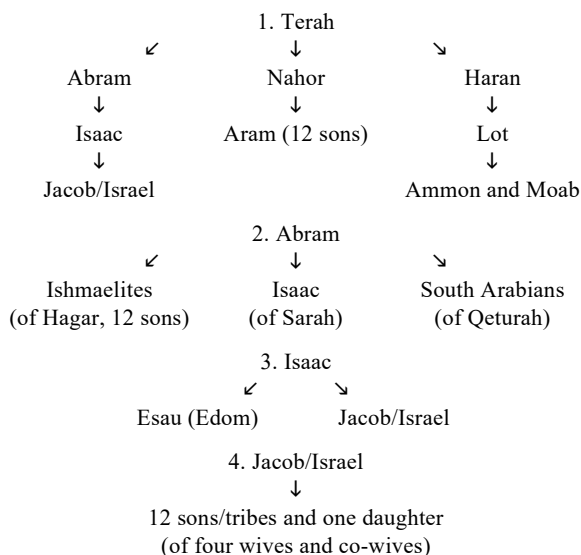 1. Terah
↙ ↓ ↘
Abram Nahor Haran
↓ ↓ ↓
Isaac Aram (12 sons) Lot
↓ ↓
Jacob/Israel Ammon and Moab
2. Abram
↙ ↓ ↘
Ishmaelites Isaac South Arabians
(of Hagar, 12 sons) (of Sarah) (of Qeturah)
3. Isaac
↙ ↘
Esau (Edom) Jacob/Israel
4. Jacob/Israel
↓
12 sons/tribes and one daughter
(of four wives and co-wives)